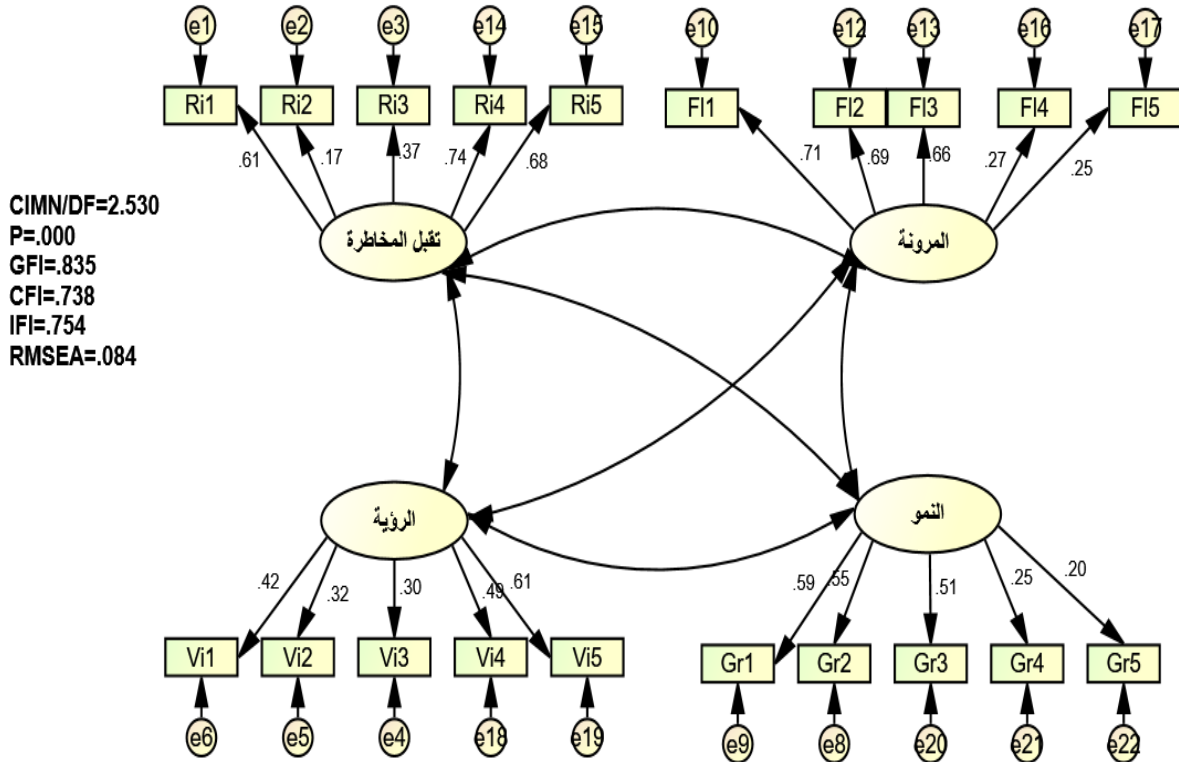 e1 e2 e3 e14 e15 e10 e12 e13 e16 e17
Ri1 Ri2 Ri3 Ri4 Ri5 Fl1 Fl2 Fl3 Fl4 Fl5
.61 .17 .37 .74 .68 .71 .69 .66 .27 .25
CIMN/DF=2.530
P=.000
GFI=.835
CFI=.738
IFI=.754
RMSEA=.084
تقبل المخاطرة
المرونة
الرؤية
النمو
.42 .32 .30 .49 .61 .59 .55 .51 .25 .20
Vi1 Vi2 Vi3 Vi4 Vi5 Gr1 Gr2 Gr3 Gr4 Gr5
e6 e5 e4 e18 e19 e9 e8 e20 e21 e22